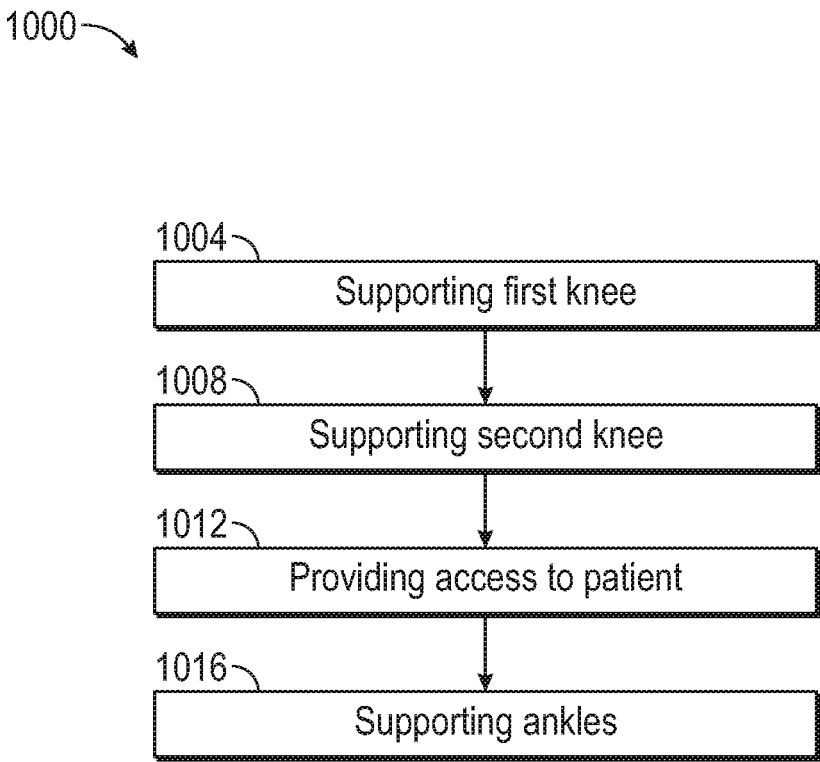 1000
1004
Supporting first knee
1008
Supporting second knee
1012
Providing access to patient
1016
Supporting ankles